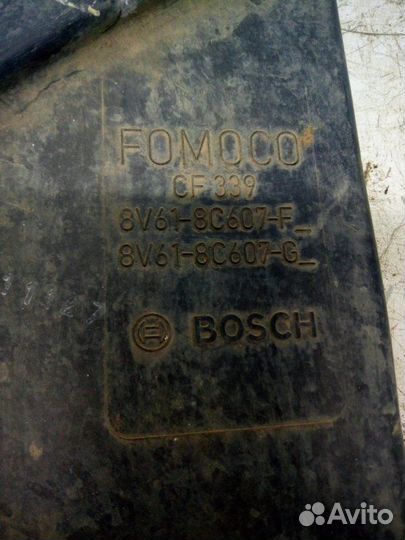 FOMOCO
CF 339
8V61-8C607-F_
8V61-8C607-G_
BOSCH
Avito